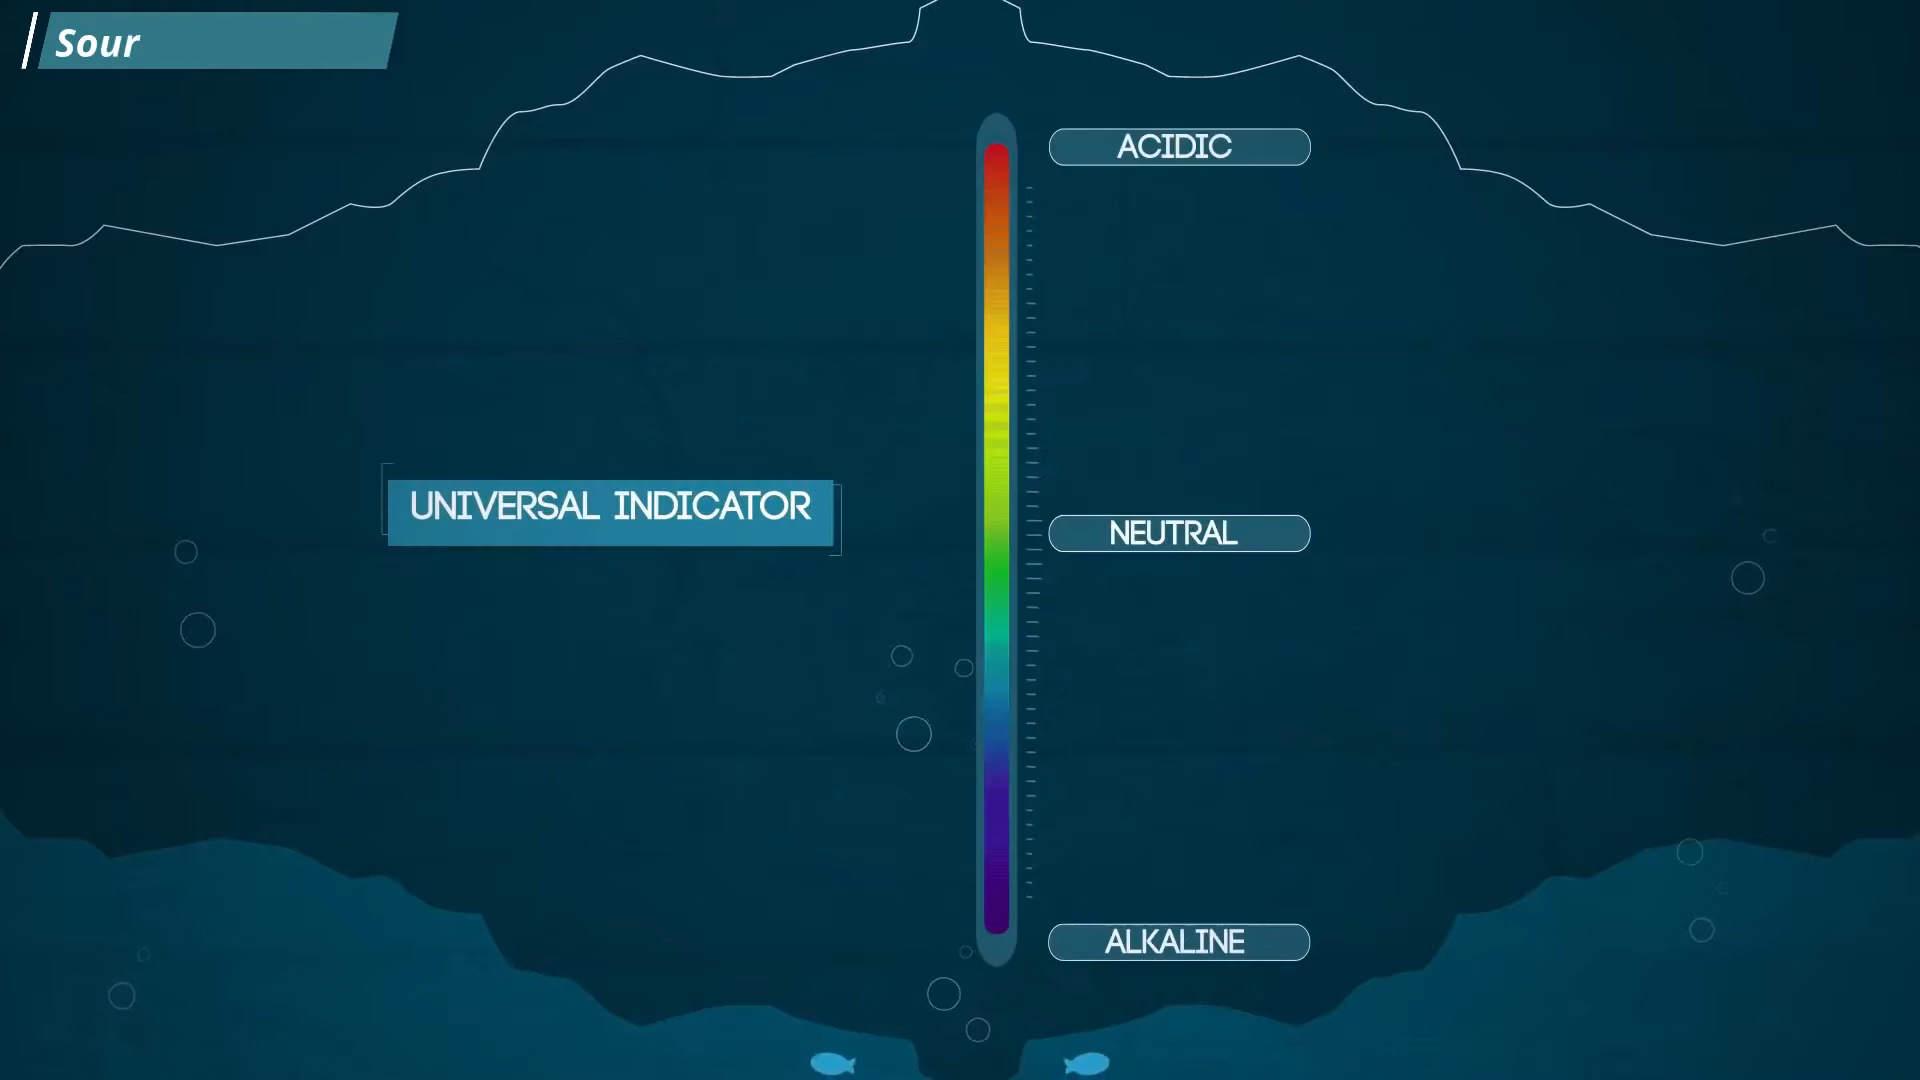 Sour
ACIDIC
UNIVERSAL INDICATOR
NEUTRAL
ALKALINE